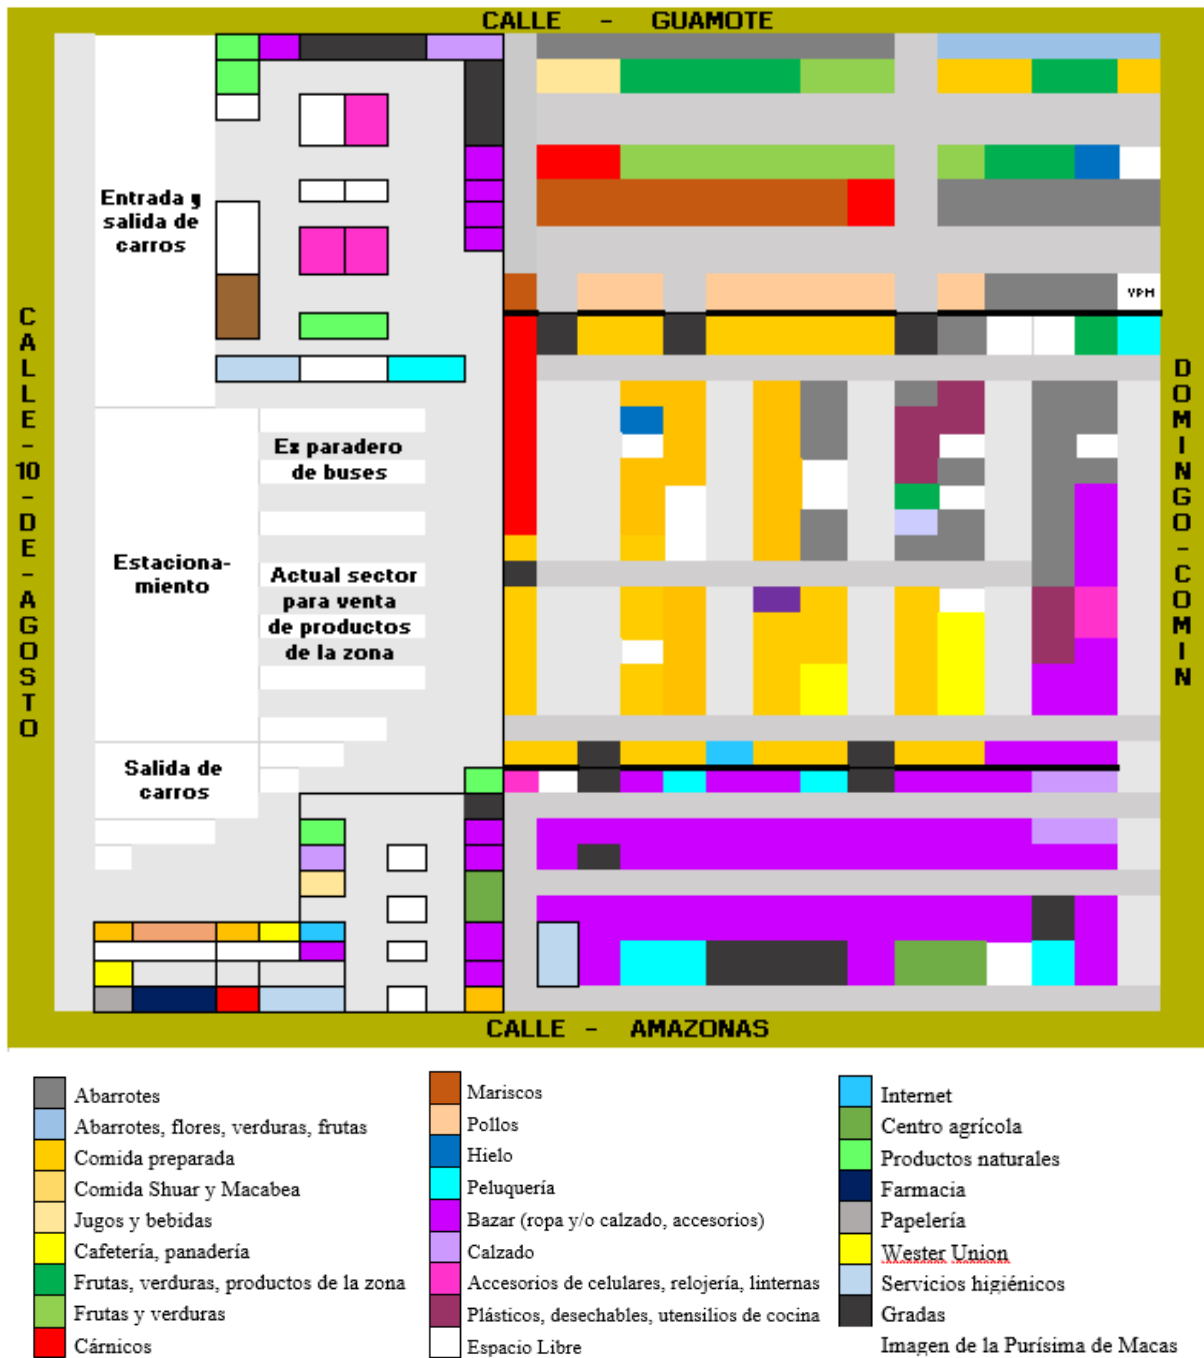 CALLE - GUAMOTE
Entrada y
salida de
carros
VPM
CALLE-10-DE-AGOSTO
DOMINGO-COMIN
Ex paradero
de buses
Estaciona-
miento
Actual sector
para venta
de productos
de la zona
Salida de
carros
CALLE - AMAZONAS
Abarrotes
Abarrotes, flores, verduras, frutas
Comida preparada
Comida Shuar y Macabea
Jugos y bebidas
Cafetería, panadería
Frutas, verduras, productos de la zona
Frutas y verduras
Cárnicos
Mariscos
Pollos
Hielo
Peluquería
Bazar (ropa y/o calzado, accesorios)
Calzado
Accesorios de celulares, relojería, linternas
Plásticos, desechables, utensilios de cocina
Espacio Libre
Internet
Centro agrícola
Productos naturales
Farmacia
Papelería
Wester Union
Servicios higiénicos
Gradas
Imagen de la Purísima de Macas